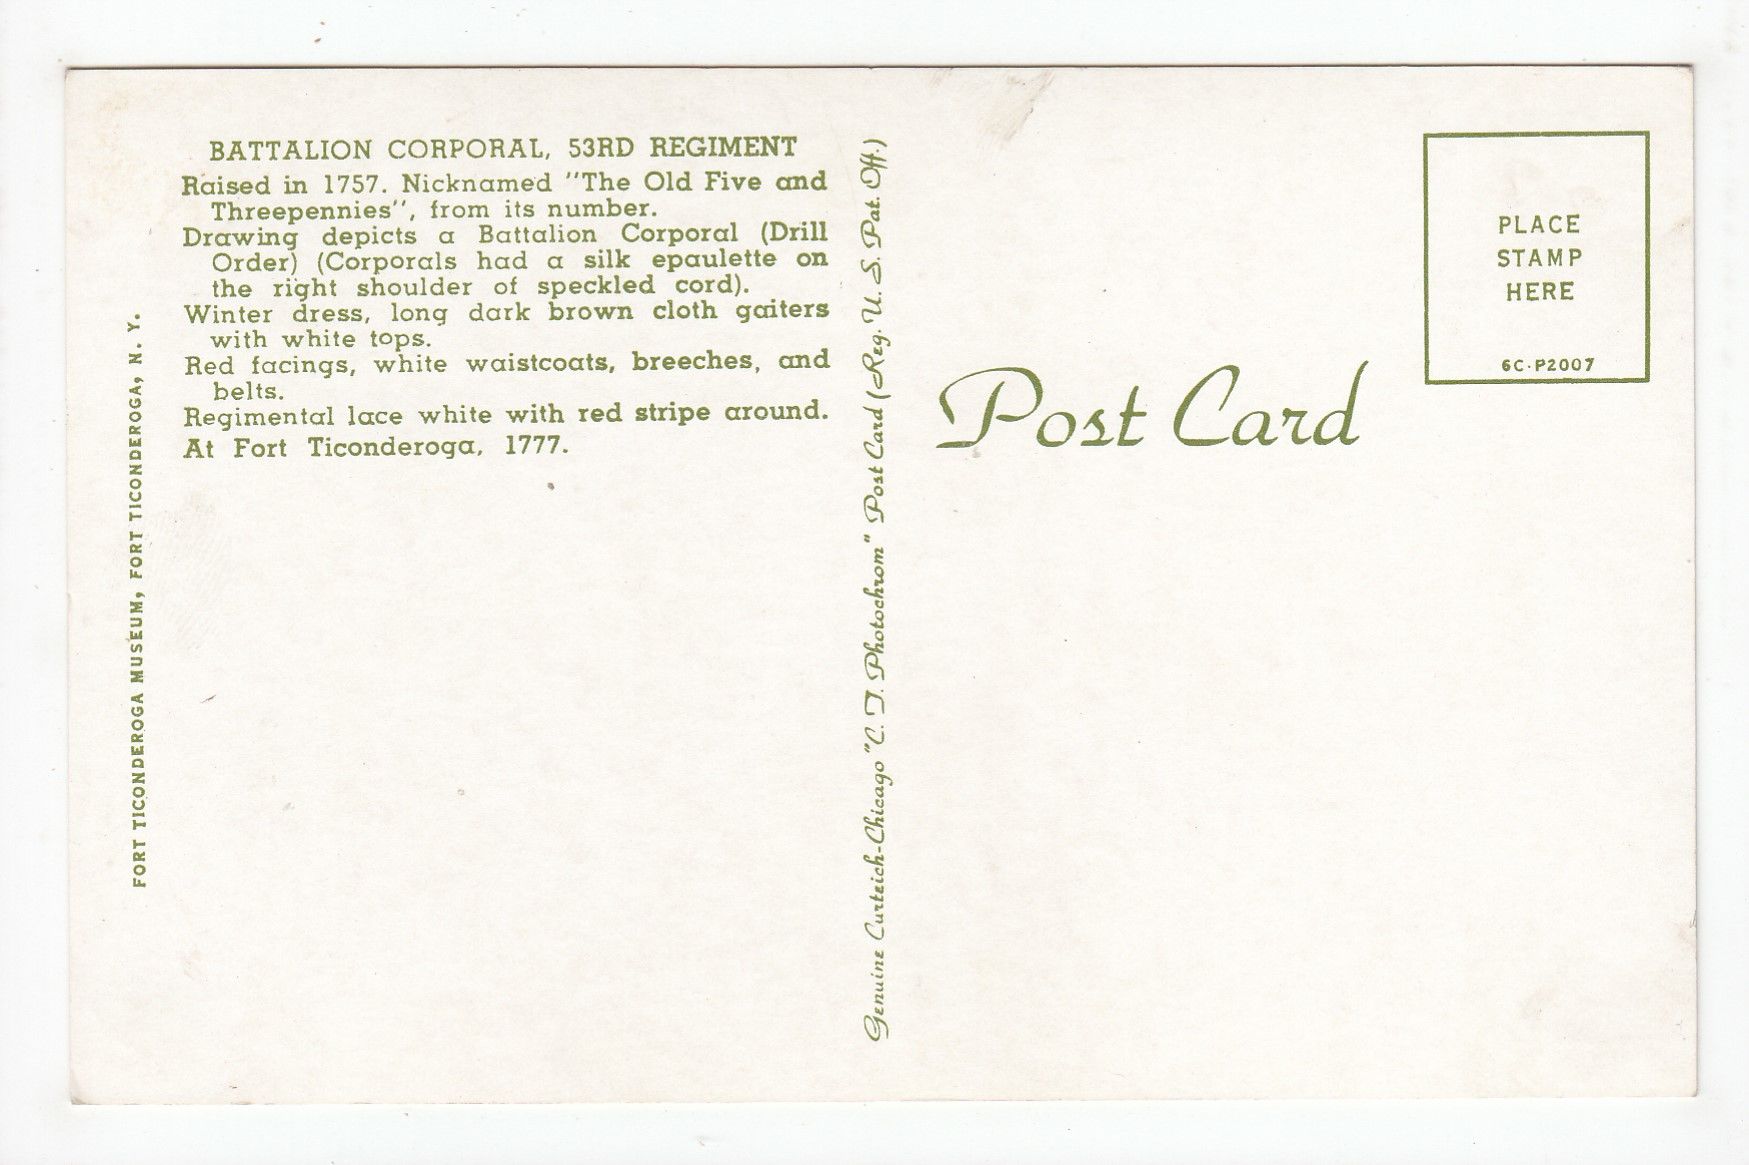 BATTALION CORPORAL, 53RD REGIMENT
Raised in 1757. Nicknamed "The Old Five and
Threepennies", from its number.
Drawing depicts a Battalion Corporal (Drill
Order) (Corporals had a silk epaulette on
the right shoulder of speckled cord).
Winter dress, long dark brown cloth gaiters
with white tops.
Red facings, white waistcoats, breeches, and
belts.
Regimental lace white with red stripe around.
At Fort Ticonderoga, 1777.
FORT TICONDEROGA MUSEUM, FORT TICONDEROGA, N. Y.
Genuine Curteich-Chicago "C. T. Photochrom" Post Card (Reg. U. S. Pat. Off.)
Post Card
PLACE
STAMP
HERE
6C-P2007